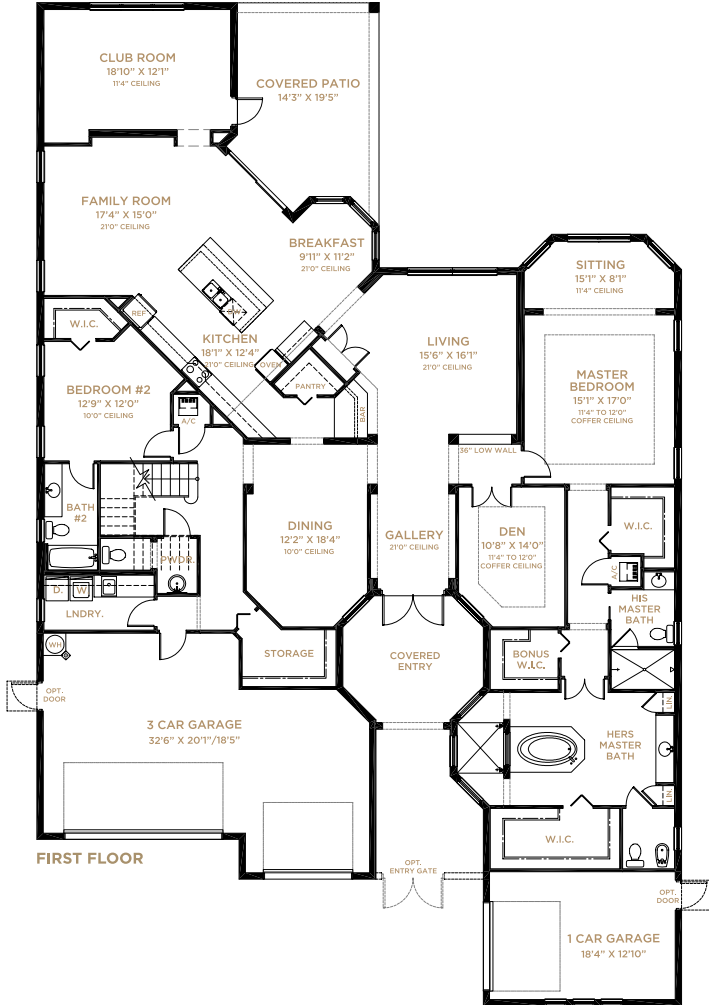 CLUB ROOM
18'10" X 12'1"
11'4" CEILING
COVERED PATIO
14'3" X 19'5"
FAMILY ROOM
17'4" X 15'0"
21'0" CEILING
BREAKFAST
9'11" X 11'2"
21'0" CEILING
SITTING
15'1" X 8'1"
11'4" CEILING
W.I.C.
REF
DW
KITCHEN
18'1" X 12'4"
21'0" CEILING
OVEN
LIVING
15'6" X 16'1"
21'0" CEILING
MASTER
BEDROOM
15'1" X 17'0"
11'4" TO 12'0"
COFFER CEILING
BEDROOM #2
12'9" X 12'0"
10'0" CEILING
PANTRY
BAR
A/C
36" LOW WALL
BATH
#2
DINING
12'2" X 18'4"
10'0" CEILING
GALLERY
21'0" CEILING
DEN
10'8" X 14'0"
11'4" TO 12'0"
COFFER CEILING
W.I.C.
A/C
PWDR.
D.
W
LNDRY.
HIS
MASTER
BATH
WH
STORAGE
COVERED
ENTRY
BONUS
W.I.C.
OPT.
DOOR
LIN.
3 CAR GARAGE
32'6" X 20'1"/18'5"
HERS
MASTER
BATH
LIN.
W.I.C.
FIRST FLOOR
OPT.
ENTRY GATE
OPT.
DOOR
1 CAR GARAGE
18'4" X 12'10"